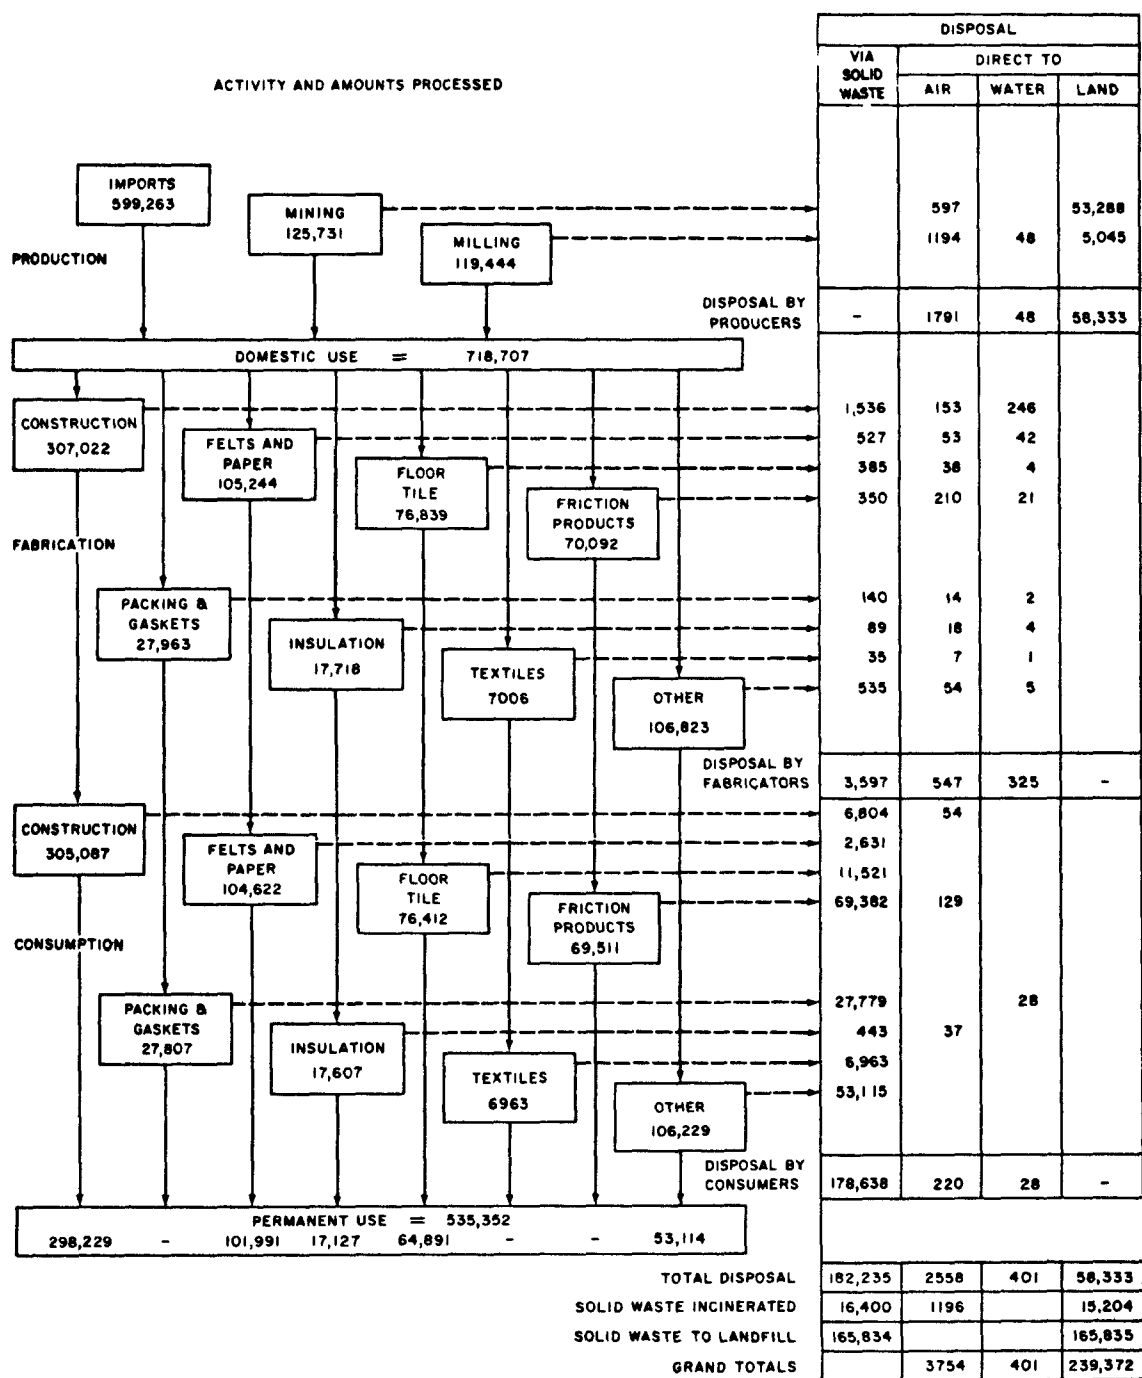 DISPOSAL
VIA SOLID WASTE
DIRECT TO
AIR WATER LAND
ACTIVITY AND AMOUNTS PROCESSED
IMPORTS
599,263
MINING
125,731
597 53,288
MILLING
119,444
1194 48 5,045
PRODUCTION
DISPOSAL BY
PRODUCERS
- 1791 48 58,333
DOMESTIC USE = 718,707
CONSTRUCTION
307,022
1,536 153 246
FELTS AND
PAPER
105,244
527 53 42
FLOOR
TILE
76,839
385 38 4
FRICTION
PRODUCTS
70,092
350 210 21
FABRICATION
PACKING &
GASKETS
27,963
140 14 2
INSULATION
17,718
89 18 4
TEXTILES
7006
35 7 1
OTHER
106,823
535 54 5
DISPOSAL BY
FABRICATORS
3,597 547 325 -
CONSTRUCTION
305,087
6,804 54
FELTS AND
PAPER
104,622
2,631
FLOOR
TILE
76,412
11,521
FRICTION
PRODUCTS
69,511
69,382 129
CONSUMPTION
PACKING &
GASKETS
27,807
27,779 28
INSULATION
17,607
443 37
TEXTILES
6963
6,963
OTHER
106,229
53,115
DISPOSAL BY
CONSUMERS
178,638 220 28 -
PERMANENT USE = 535,352
298,229 - 101,991 17,127 64,891 - - 53,114
TOTAL DISPOSAL 182,235 2558 401 58,333
SOLID WASTE INCINERATED 16,400 1196 15,204
SOLID WASTE TO LANDFILL 165,834 165,835
GRAND TOTALS 3754 401 239,372